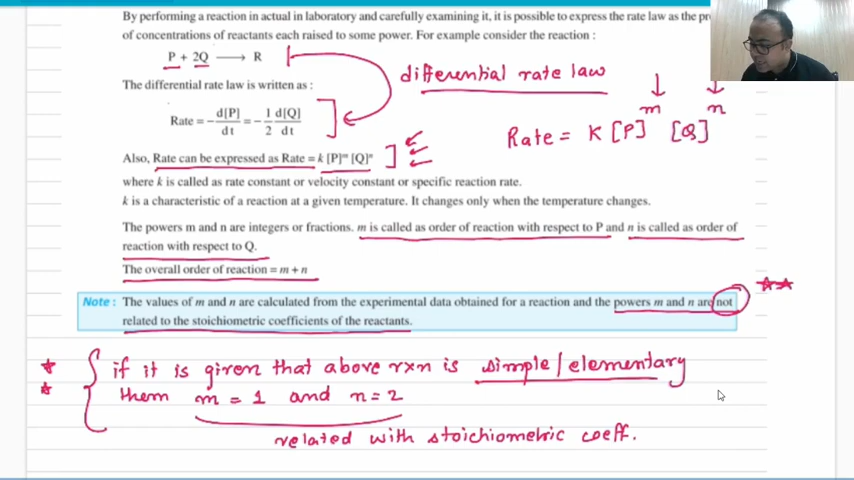 By performing a reaction in actual in laboratory and carefully examining it, it is possible to express the rate law as the
of concentrations of reactants each raised to some power. For example consider the reaction :
P + 2Q ⟶ R
differential rate law
The differential rate law is written as :
Rate = − d[P]/dt = − 1/2 d[Q]/dt
Rate = K [P]^m [Q]^n
Also, Rate can be expressed as Rate = k [P]^m [Q]^n
where k is called as rate constant or velocity constant or specific reaction rate.
k is a characteristic of a reaction at a given temperature. It changes only when the temperature changes.
The powers m and n are integers or fractions. m is called as order of reaction with respect to P and n is called as order of
reaction with respect to Q.
The overall order of reaction = m + n
Note : The values of m and n are calculated from the experimental data obtained for a reaction and the powers m and n are not
related to the stoichiometric coefficients of the reactants.
if it is given that above rxn is simple/elementary
them m = 1 and n = 2
related with stoichiometric coeff.